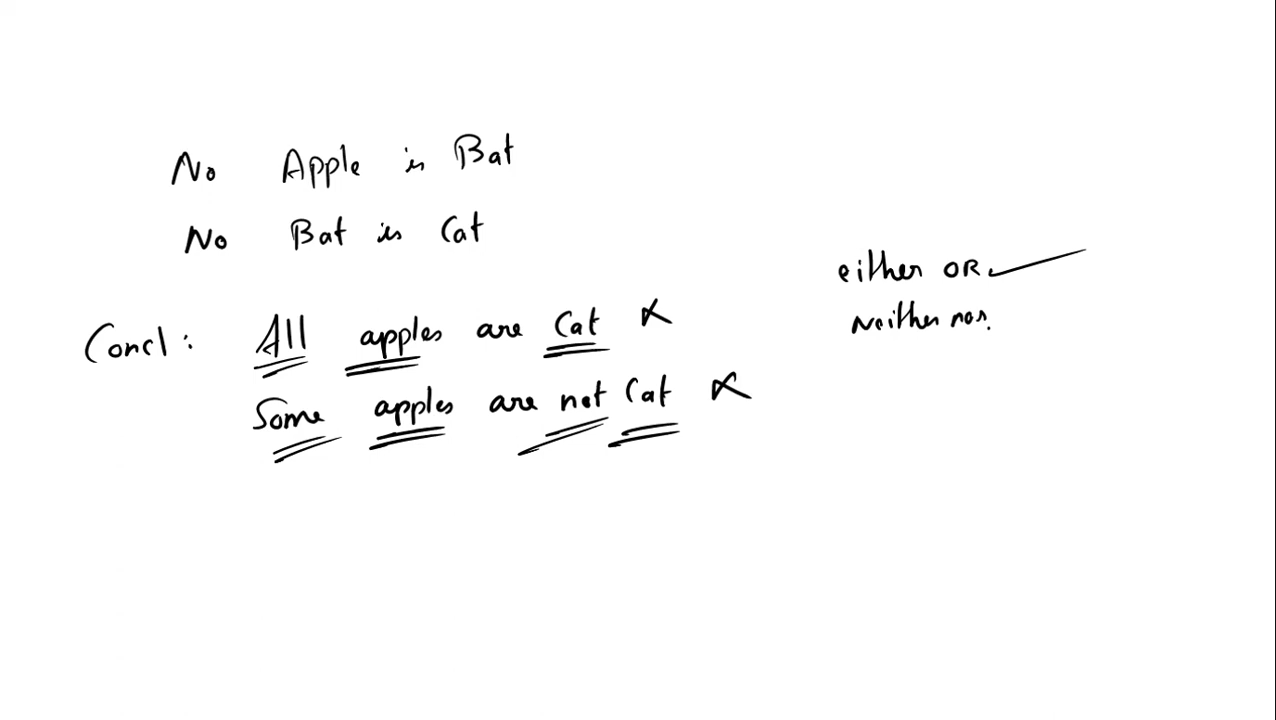 No Apple is Bat
No Bat is Cat
Concl: All apples are Cat ×
Some apples are not Cat ×
either OR ✓
Neither nor.